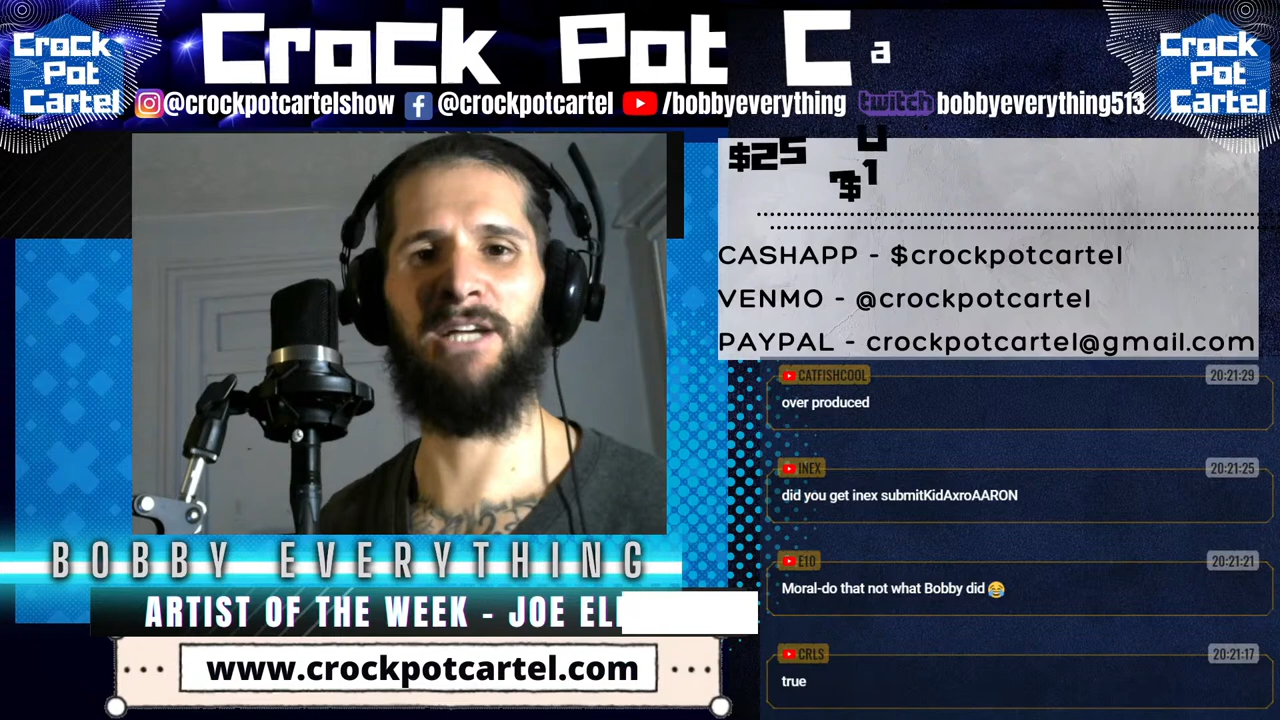 Crock Pot C a
Crock
Pot
Cartel
Crock
Pot
Cartel
@crockpotcartelshow @crockpotcartel /bobbyeverything twitch bobbyeverything513
$25
$1
CASHAPP - $crockpotcartel
VENMO - @crockpotcartel
PAYPAL - crockpotcartel@gmail.com
CATFISHCOOL 20:21:29
over produced
INEX 20:21:25
did you get inex submitKidAxroAARON
E10 20:21:21
Moral-do that not what Bobby did 😂
CRLS 20:21:17
true
BOBBY EVERYTHING
ARTIST OF THE WEEK - JOE
www.crockpotcartel.com